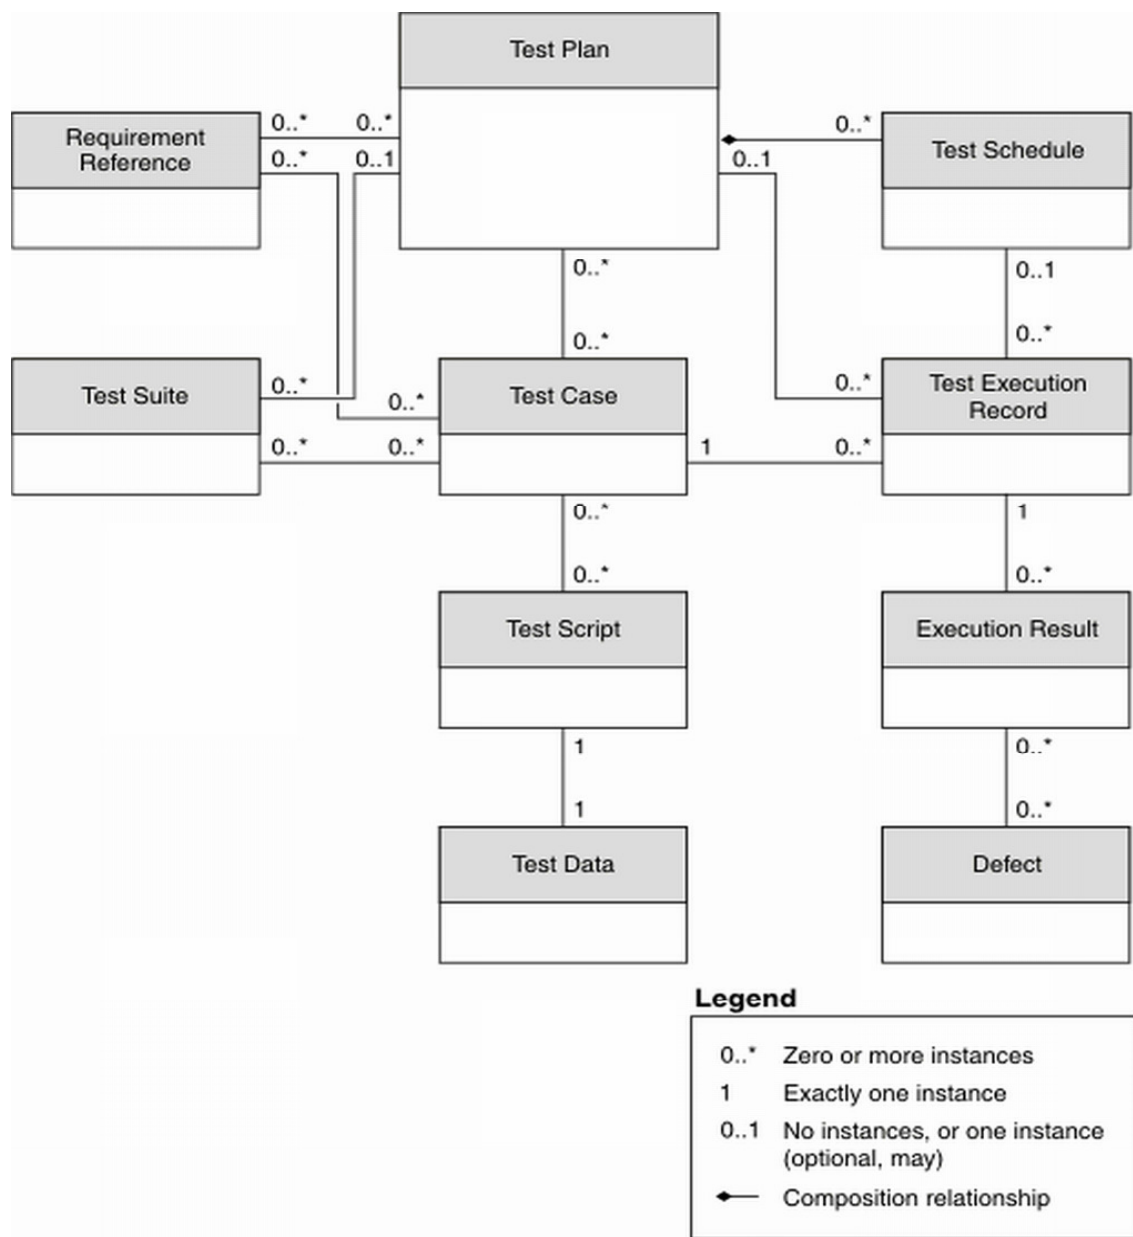 Test Plan
0..* 0..*
0..*
Requirement
Reference
Test Schedule
0..* 0..1
0..1
0..*
0..1
0..*
0..*
Test Suite
0..*
0..*
Test Case
0..*
Test Execution
Record
0..* 0..*
1 0..*
0..*
1
0..*
0..*
Test Script
Execution Result
1
0..*
1
0..*
Test Data
Defect
Legend
0..* Zero or more instances
1 Exactly one instance
0..1 No instances, or one instance
(optional, may)
Composition relationship